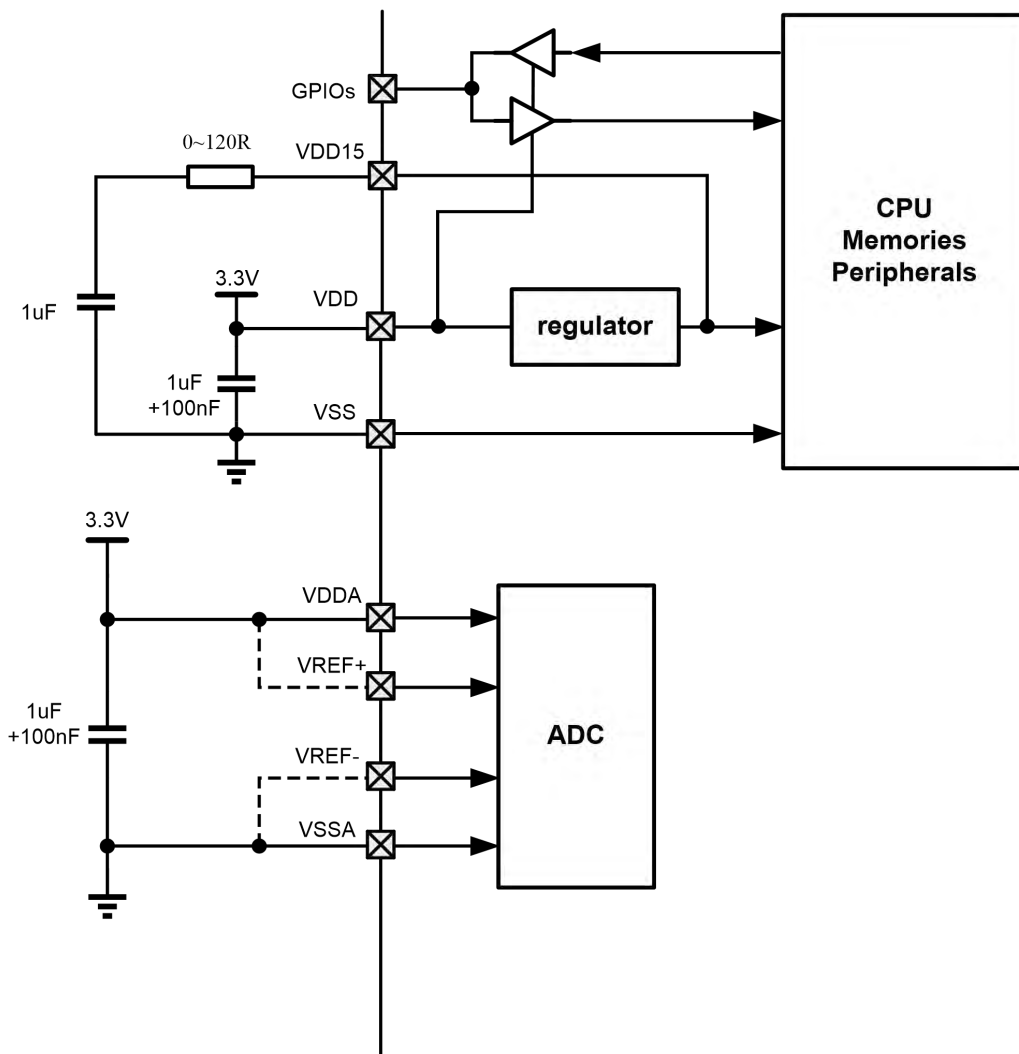 GPIOs
0~120R
VDD15
CPU
Memories
Peripherals
3.3V
VDD
1uF
regulator
1uF
+100nF
VSS
3.3V
VDDA
VREF+
1uF
+100nF
ADC
VREF-
VSSA